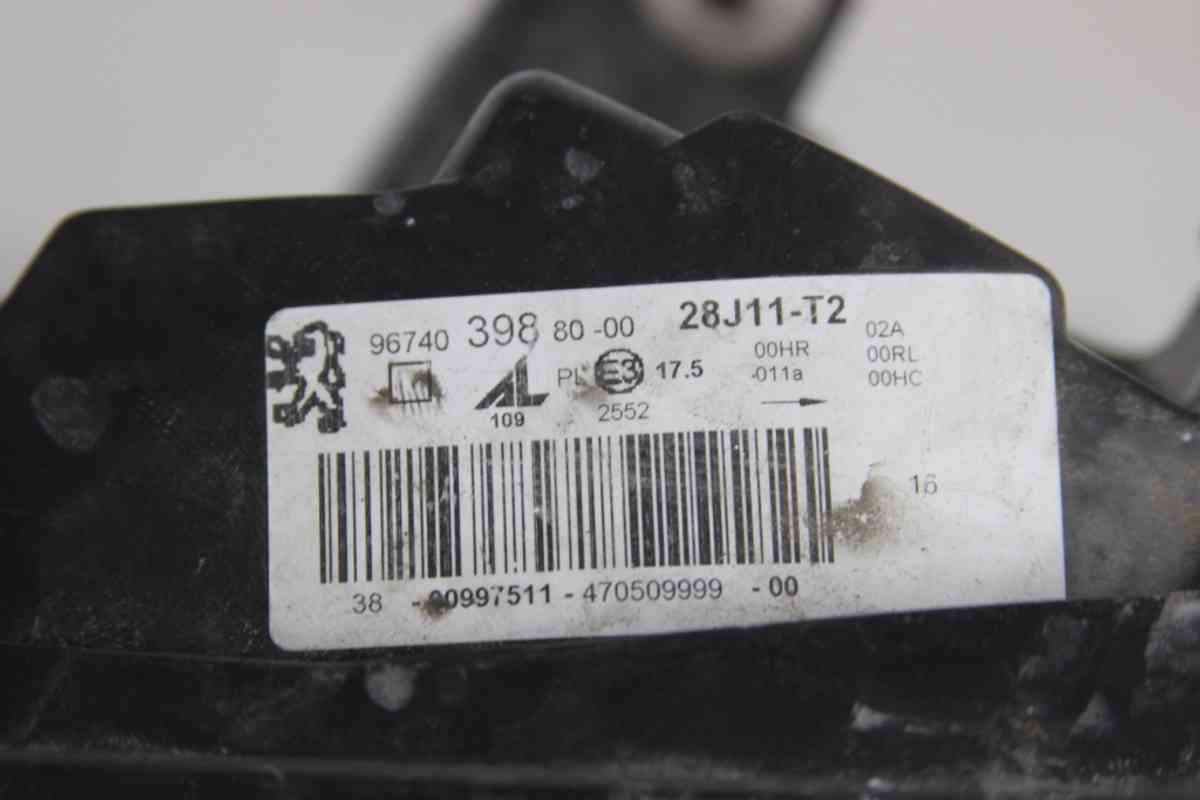 96740 398 80 -00 28J11-T2 02A
AL PL E3 17.5 00HR 00RL
-011a 00HC
109 2552
16
38 - 00997511 - 470509999 - 00